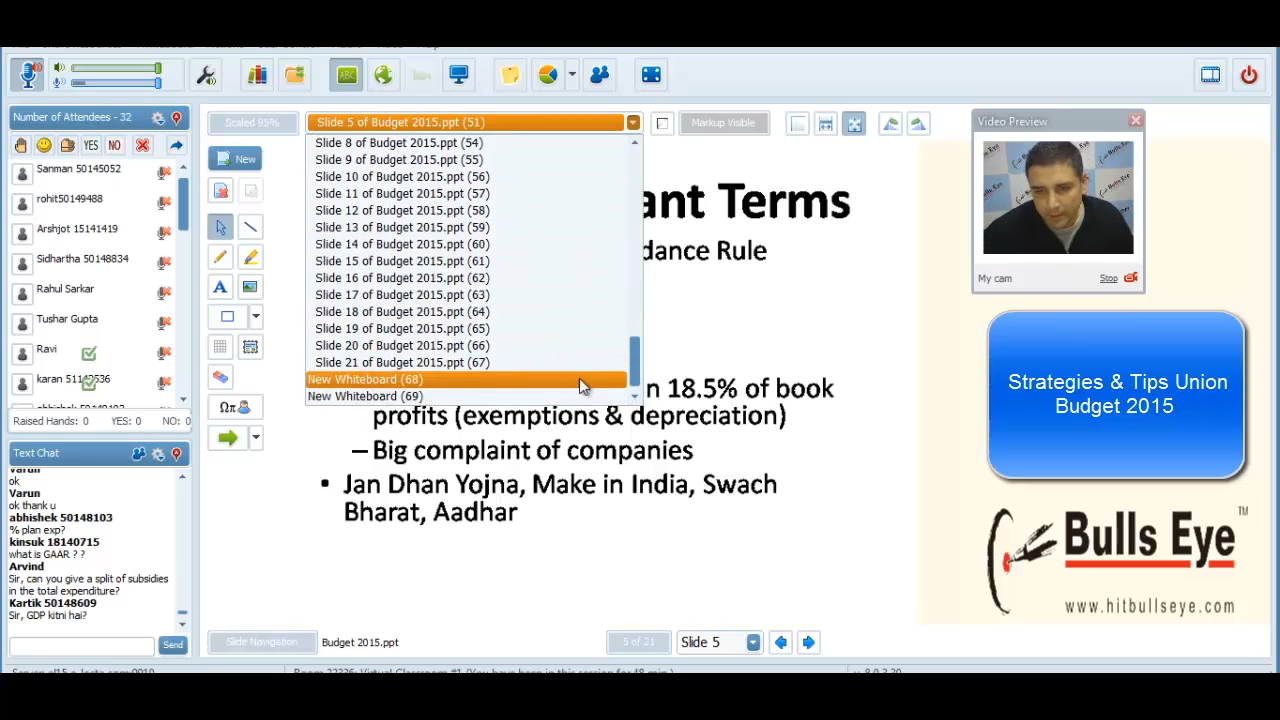 Number of Attendees - 32
YES NO
Sanman 50145052
rohit50149488
Arshjot 15141419
Sidhartha 50148834
Rahul Sarkar
Tushar Gupta
Ravi
Raised Hands: 0 YES: 0 NO: 0
Text Chat
Varun
ok
Varun
ok thank u
abhishek 50148103
% plan exp?
kinsuk 18140715
what is GAAR ? ?
Arvind
Sir, can you give a split of subsidies
in the total expenditure?
Kartik 50148609
Sir, GDP kitni hai?
Send
ABC
Scaled 95%
Slide 5 of Budget 2015.ppt (51)
Markup Visible
New
Slide 8 of Budget 2015.ppt (54)
Slide 9 of Budget 2015.ppt (55)
Slide 10 of Budget 2015.ppt (56)
Slide 11 of Budget 2015.ppt (57)
Slide 12 of Budget 2015.ppt (58)
Slide 13 of Budget 2015.ppt (59)
Slide 14 of Budget 2015.ppt (60)
Slide 15 of Budget 2015.ppt (61)
Slide 16 of Budget 2015.ppt (62)
Slide 17 of Budget 2015.ppt (63)
Slide 18 of Budget 2015.ppt (64)
Slide 19 of Budget 2015.ppt (65)
Slide 20 of Budget 2015.ppt (66)
Slide 21 of Budget 2015.ppt (67)
New Whiteboard (68)
New Whiteboard (69)
A
Ωπ
ant Terms
dance Rule
n 18.5% of book
profits (exemptions & depreciation)
– Big complaint of companies
• Jan Dhan Yojna, Make in India, Swach
Bharat, Aadhar
Slide Navigation
Budget 2015.ppt
5 of 21
Slide 5
Video Preview
My cam
Stop
Strategies & Tips Union
Budget 2015
Bulls Eye TM
www.hitbullseye.com